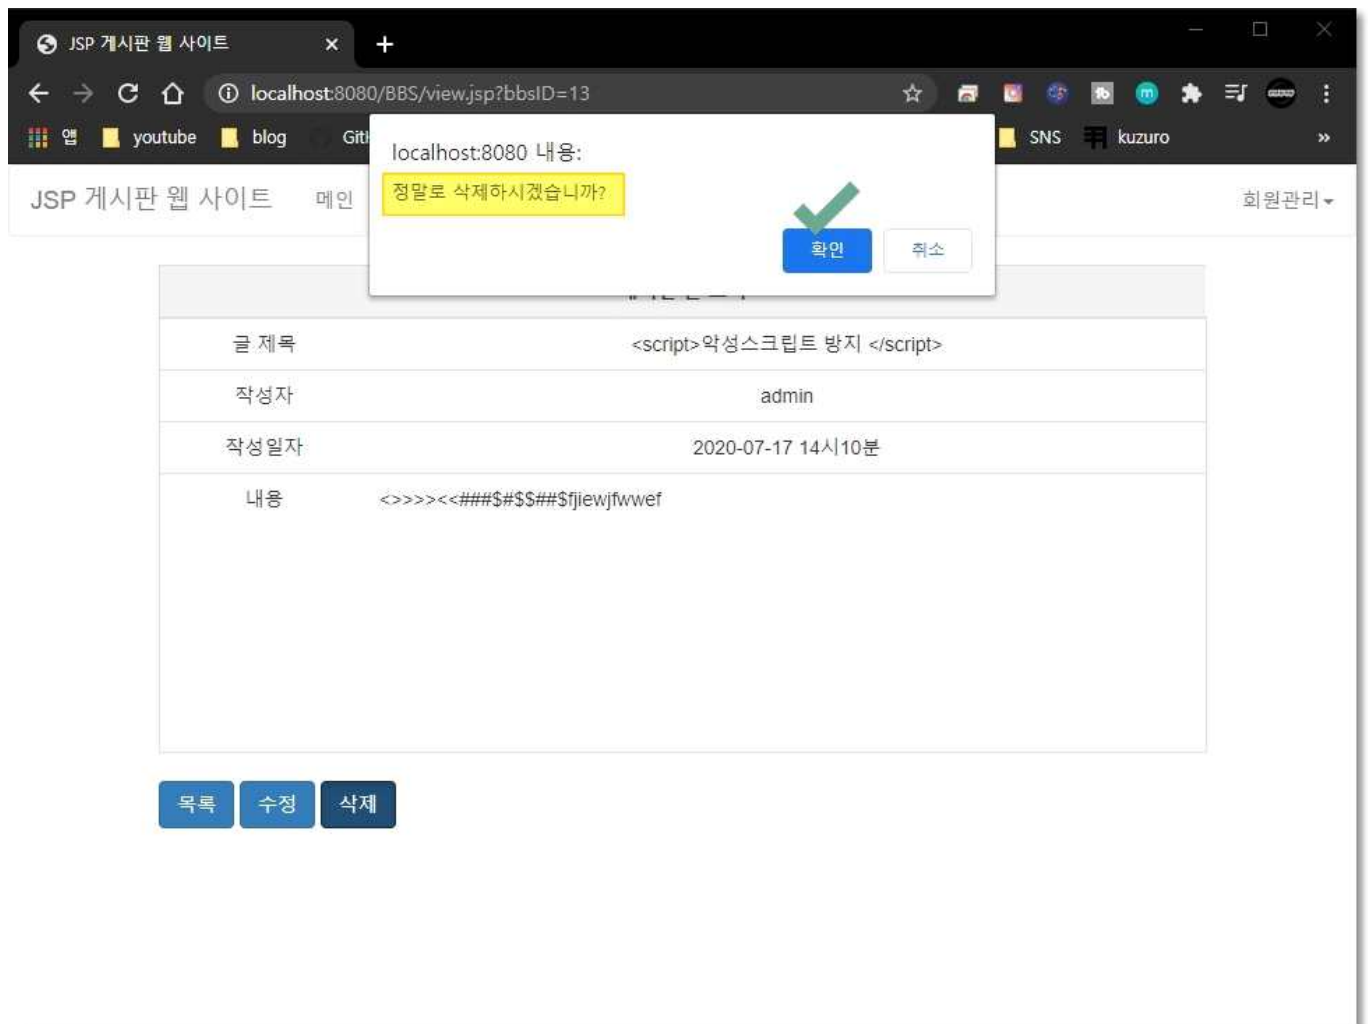 JSP 게시판 웹 사이트
localhost:8080/BBS/view.jsp?bbsID=13
앱 youtube blog SNS kuzuro »
localhost:8080 내용:
정말로 삭제하시겠습니까?
확인 취소
JSP 게시판 웹 사이트 메인 회원관리
글 제목 <script>악성스크립트 방지 </script>
작성자 admin
작성일자 2020-07-17 14시10분
내용 <>>>><<###$#$$##$fjiewjfwwef
목록 수정 삭제